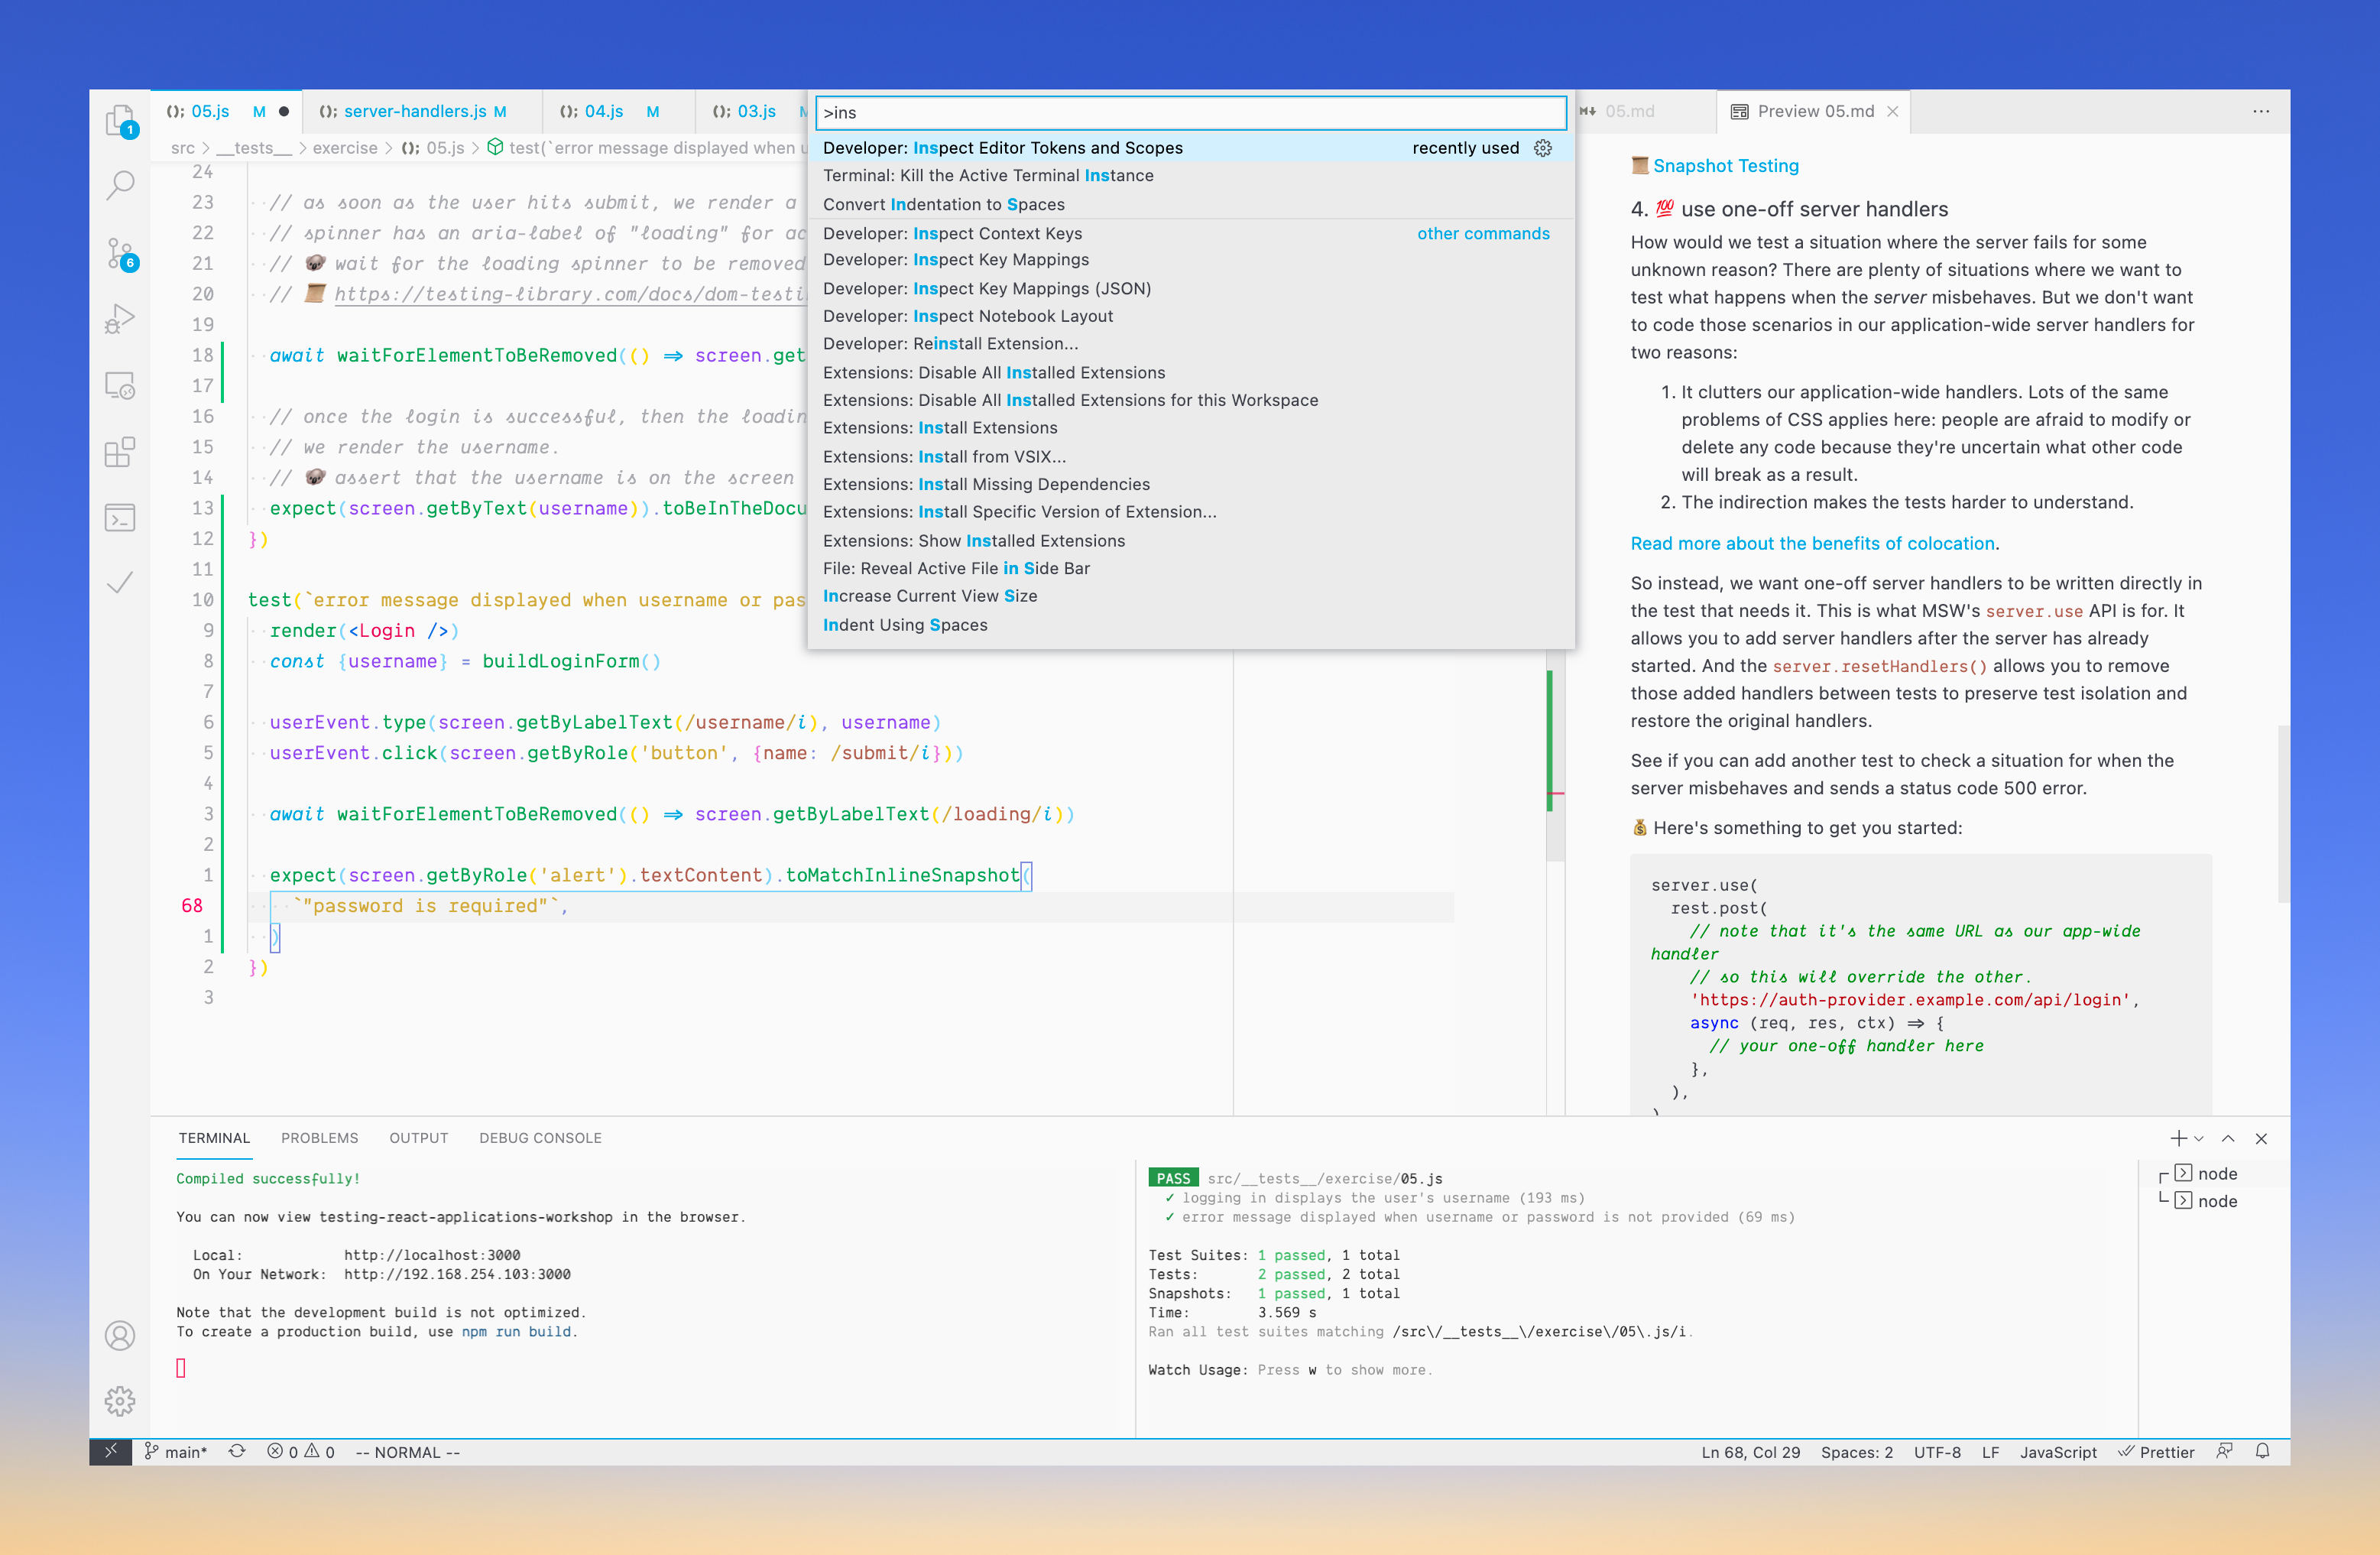 05.js M
server-handlers.js M
04.js M
03.js M
>ins
05.md
Preview 05.md
src > __tests__ > exercise > 05.js > test(`error message displayed when u
Developer: Inspect Editor Tokens and Scopes recently used
Terminal: Kill the Active Terminal Instance
Convert Indentation to Spaces
Developer: Inspect Context Keys other commands
Developer: Inspect Key Mappings
Developer: Inspect Key Mappings (JSON)
Developer: Inspect Notebook Layout
Developer: Reinstall Extension...
Extensions: Disable All Installed Extensions
Extensions: Disable All Installed Extensions for this Workspace
Extensions: Install Extensions
Extensions: Install from VSIX...
Extensions: Install Missing Dependencies
Extensions: Install Specific Version of Extension...
Extensions: Show Installed Extensions
File: Reveal Active File in Side Bar
Increase Current View Size
Indent Using Spaces
1
6
24
23 // as soon as the user hits submit, we render a
22 // spinner has an aria-label of "loading" for ac
21 // 🐨 wait for the loading spinner to be removed
20 // 📜 https://testing-library.com/docs/dom-testi
19
18 await waitForElementToBeRemoved(() => screen.get
17
16 // once the login is successful, then the loadin
15 // we render the username.
14 // 🐨 assert that the username is on the screen
13 expect(screen.getByText(username)).toBeInTheDocu
12 })
11
10 test(`error message displayed when username or pas
9 render(<Login />)
8 const {username} = buildLoginForm()
7
6 userEvent.type(screen.getByLabelText(/username/i), username)
5 userEvent.click(screen.getByRole('button', {name: /submit/i}))
4
3 await waitForElementToBeRemoved(() => screen.getByLabelText(/loading/i))
2
1 expect(screen.getByRole('alert').textContent).toMatchInlineSnapshot(
68 `"password is required"`,
1 )
2 })
3
📜 Snapshot Testing
4. 💯 use one-off server handlers
How would we test a situation where the server fails for some
unknown reason? There are plenty of situations where we want to
test what happens when the server misbehaves. But we don't want
to code those scenarios in our application-wide server handlers for
two reasons:
1. It clutters our application-wide handlers. Lots of the same
problems of CSS applies here: people are afraid to modify or
delete any code because they're uncertain what other code
will break as a result.
2. The indirection makes the tests harder to understand.
Read more about the benefits of colocation.
So instead, we want one-off server handlers to be written directly in
the test that needs it. This is what MSW's server.use API is for. It
allows you to add server handlers after the server has already
started. And the server.resetHandlers() allows you to remove
those added handlers between tests to preserve test isolation and
restore the original handlers.
See if you can add another test to check a situation for when the
server misbehaves and sends a status code 500 error.
💰 Here's something to get you started:
server.use(
rest.post(
// note that it's the same URL as our app-wide
handler
// so this will override the other.
'https://auth-provider.example.com/api/login',
async (req, res, ctx) => {
// your one-off handler here
},
),
)
TERMINAL PROBLEMS OUTPUT DEBUG CONSOLE
Compiled successfully!
You can now view testing-react-applications-workshop in the browser.
Local: http://localhost:3000
On Your Network: http://192.168.254.103:3000
Note that the development build is not optimized.
To create a production build, use npm run build.
PASS src/__tests__/exercise/05.js
✓ logging in displays the user's username (193 ms)
✓ error message displayed when username or password is not provided (69 ms)
Test Suites: 1 passed, 1 total
Tests: 2 passed, 2 total
Snapshots: 1 passed, 1 total
Time: 3.569 s
Ran all test suites matching /src\/__tests__\/exercise\/05\.js/i.
Watch Usage: Press w to show more.
node
node
main* 0 0 -- NORMAL --
Ln 68, Col 29 Spaces: 2 UTF-8 LF JavaScript Prettier